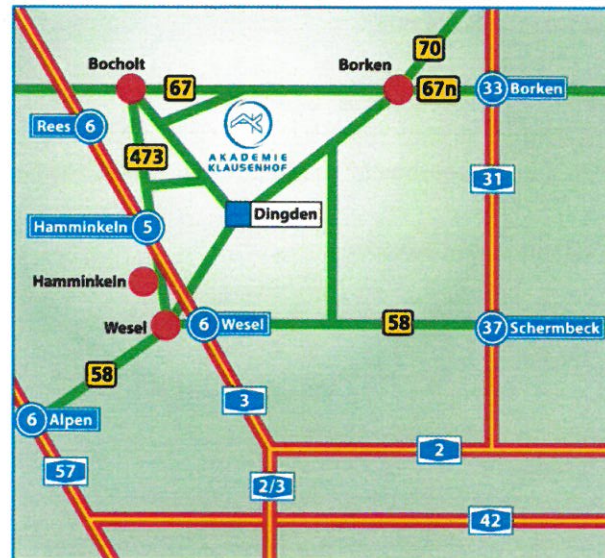 70
Bocholt
Borken
67
67n
33 Borken
Rees 6
473
AKADEMIE
KLAUSENHOF
31
Dingden
Hamminkeln 5
Hamminkeln
Wesel
6 Wesel
58
37 Schermbeck
58
3
6 Alpen
2
57
2/3
42